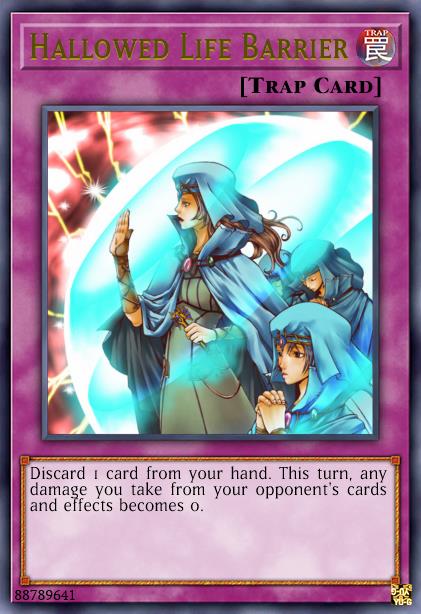 Hallowed Life Barrier
TRAP
罠
[Trap Card]
Discard 1 card from your hand. This turn, any
damage you take from your opponent's cards
and effects becomes 0.
88789641